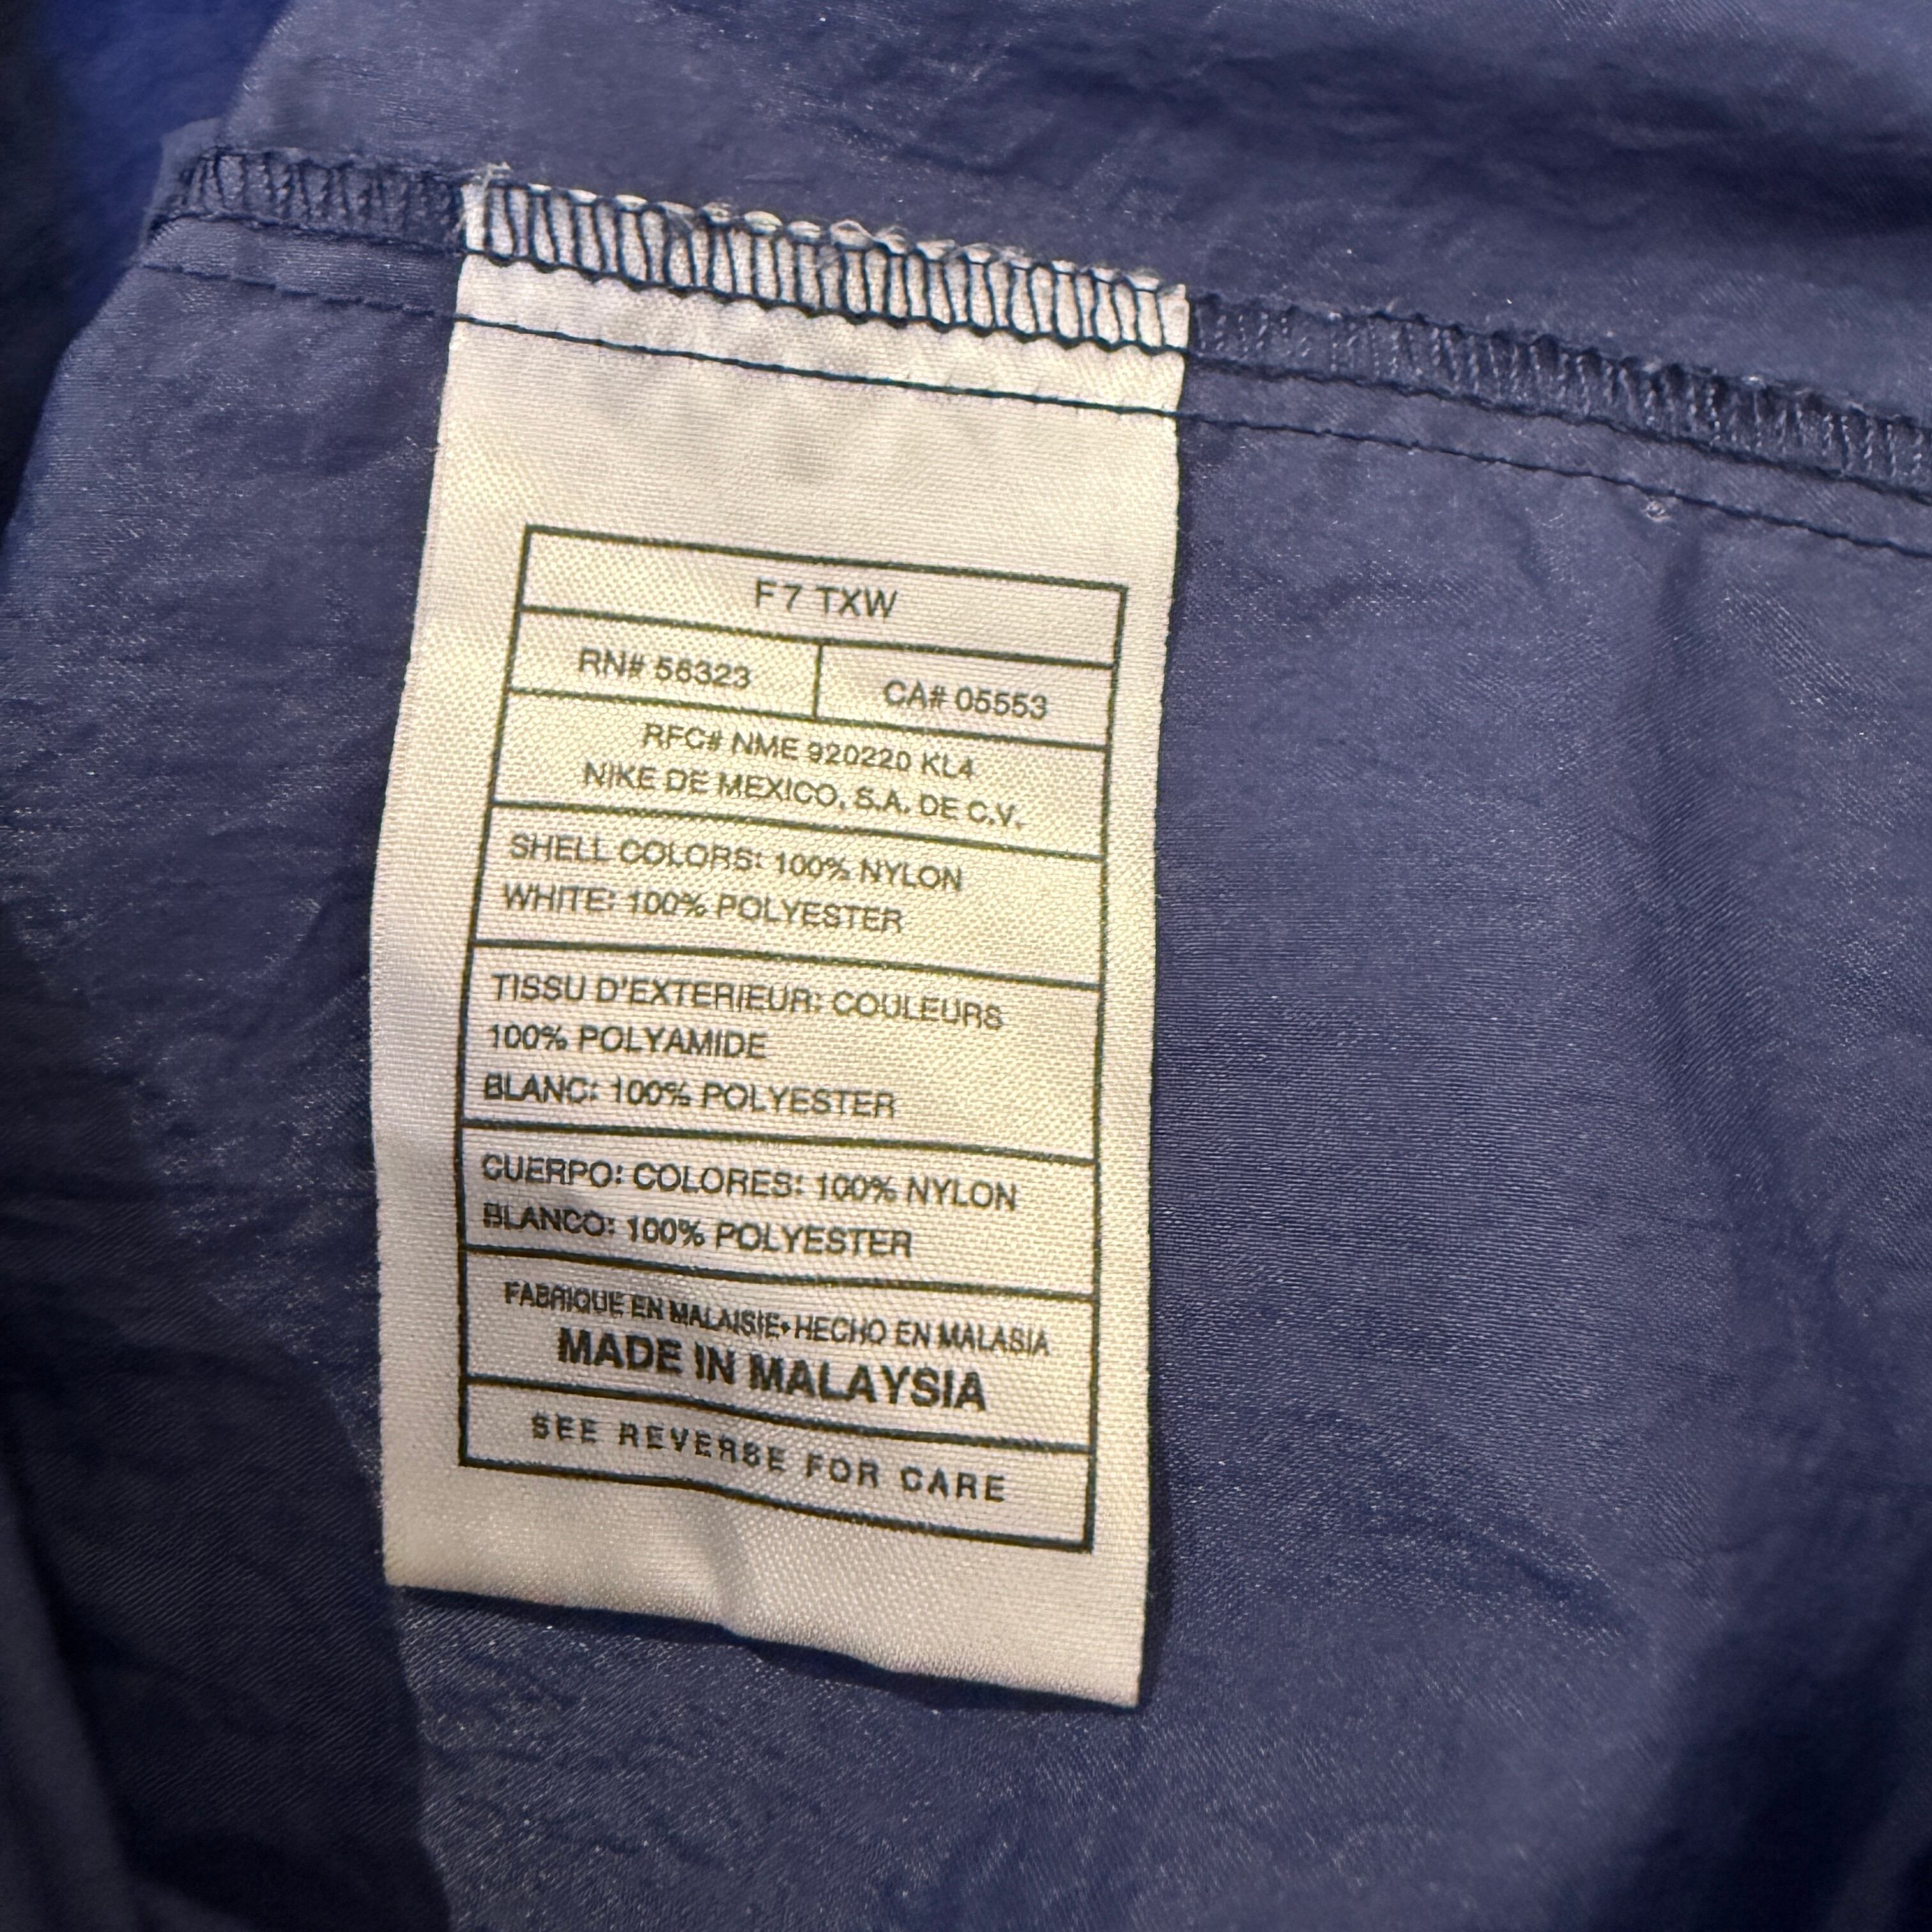 F7 TXW
RN# 56323 CA# 05553
RFC# NME 920220 KL4
NIKE DE MEXICO, S.A. DE C.V.
SHELL COLORS: 100% NYLON
WHITE: 100% POLYESTER
TISSU D'EXTERIEUR: COULEURS
100% POLYAMIDE
BLANC: 100% POLYESTER
CUERPO: COLORES: 100% NYLON
BLANCO: 100% POLYESTER
FABRIQUE EN MALAISIE•HECHO EN MALASIA
MADE IN MALAYSIA
SEE REVERSE FOR CARE